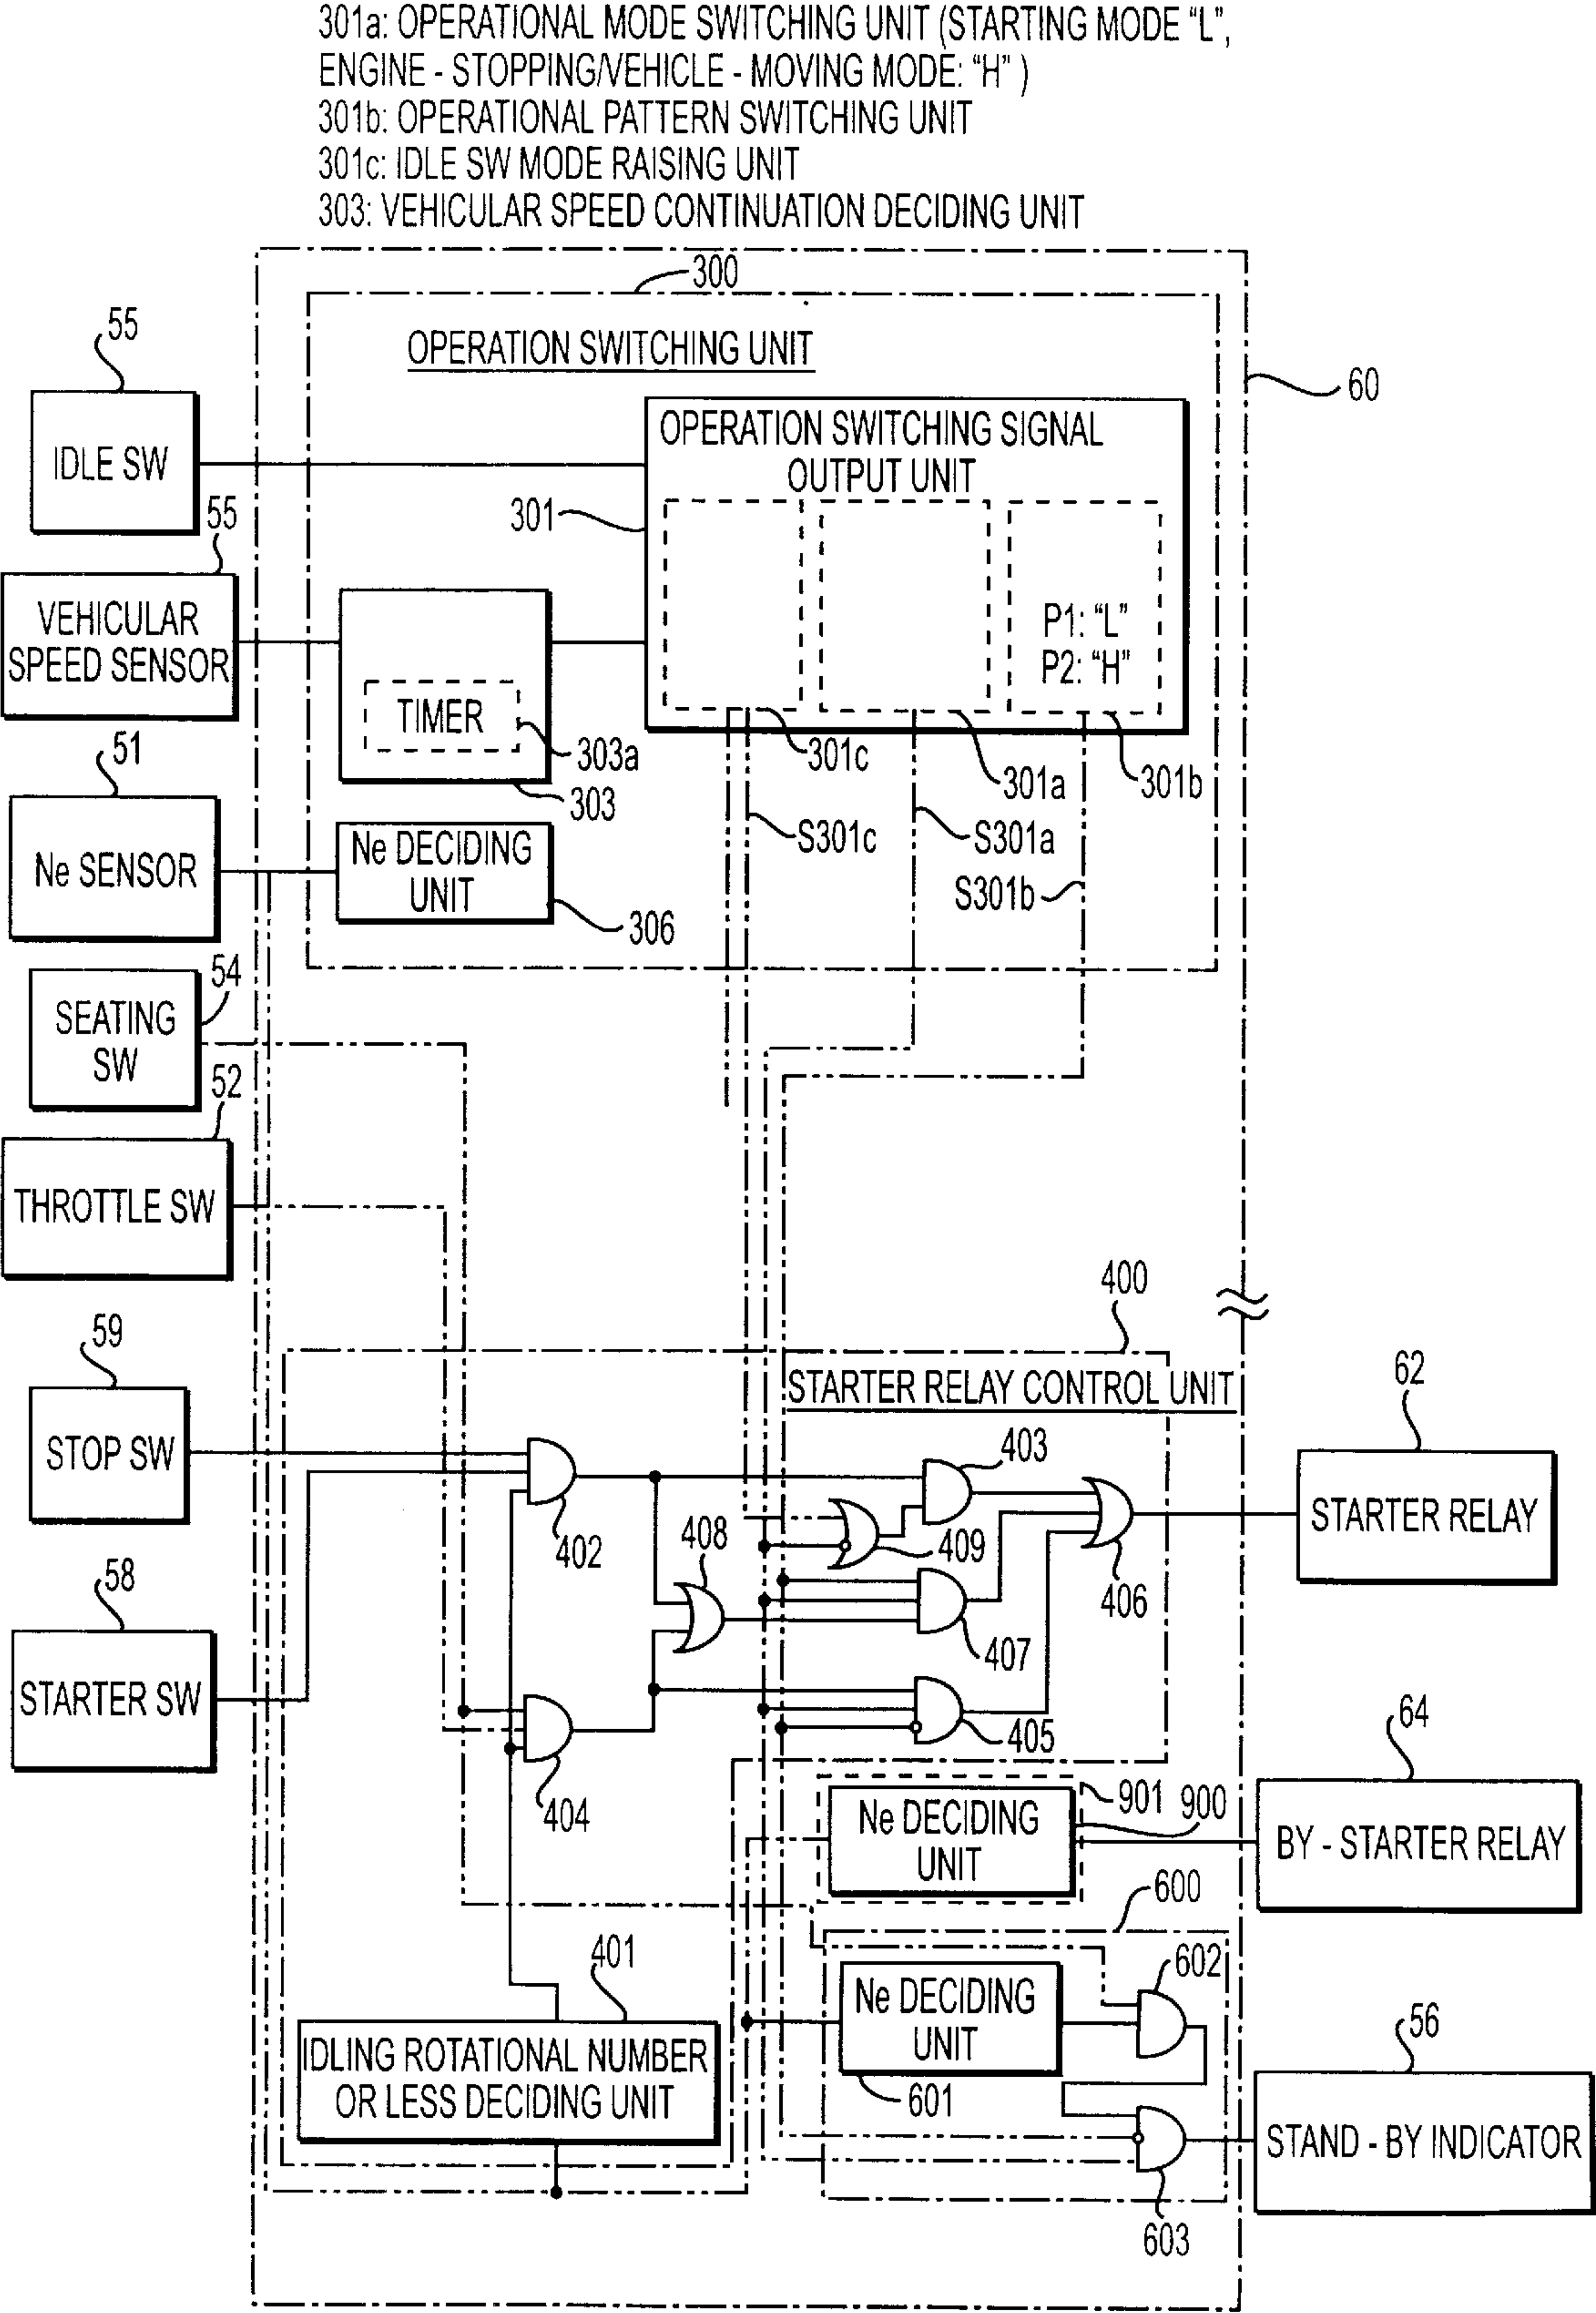 301a: OPERATIONAL MODE SWITCHING UNIT (STARTING MODE “L”,
ENGINE - STOPPING/VEHICLE - MOVING MODE: “H” )
301b: OPERATIONAL PATTERN SWITCHING UNIT
301c: IDLE SW MODE RAISING UNIT
303: VEHICULAR SPEED CONTINUATION DECIDING UNIT
300
OPERATION SWITCHING UNIT
60
55
IDLE SW
OPERATION SWITCHING SIGNAL
OUTPUT UNIT
301
55
VEHICULAR
SPEED SENSOR
P1: “L”
P2: “H”
TIMER
303a
303
301c
301a
301b
51
Ne SENSOR
Ne DECIDING
UNIT
306
S301c
S301a
S301b
54
SEATING
SW
52
THROTTLE SW
400
STARTER RELAY CONTROL UNIT
59
STOP SW
62
STARTER RELAY
403
402
408
409
406
407
58
STARTER SW
405
404
64
BY - STARTER RELAY
901
900
Ne DECIDING
UNIT
600
401
IDLING ROTATIONAL NUMBER
OR LESS DECIDING UNIT
602
Ne DECIDING
UNIT
601
56
STAND - BY INDICATOR
603